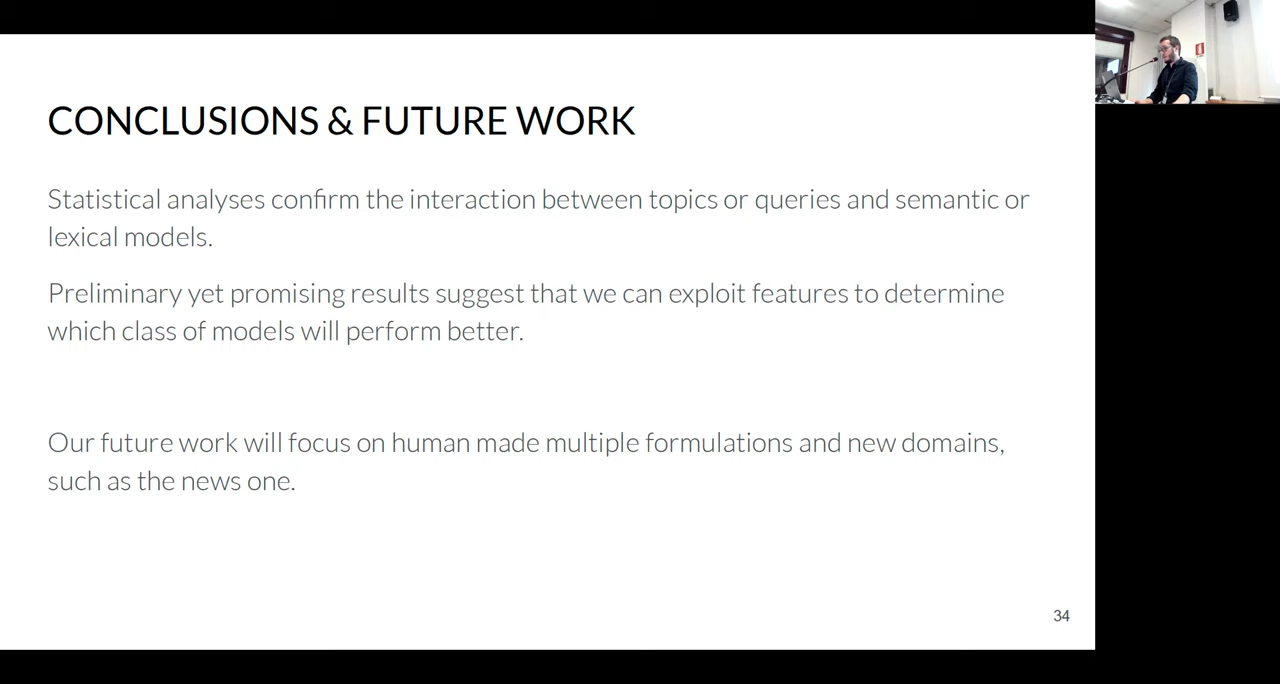 CONCLUSIONS & FUTURE WORK
Statistical analyses confirm the interaction between topics or queries and semantic or
lexical models.
Preliminary yet promising results suggest that we can exploit features to determine
which class of models will perform better.
Our future work will focus on human made multiple formulations and new domains,
such as the news one.
34